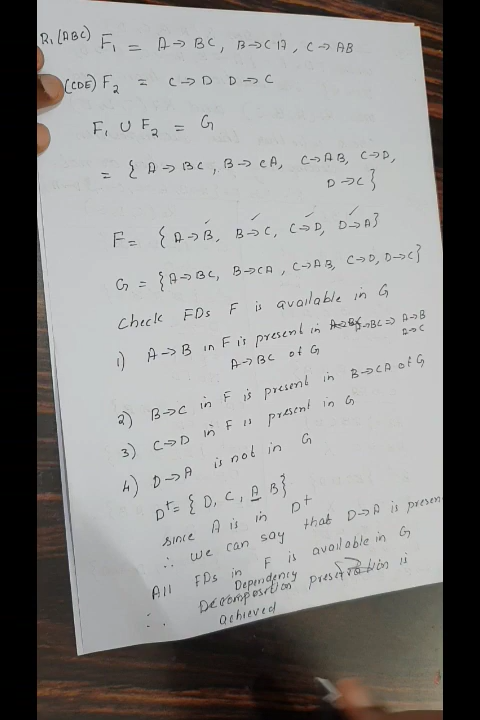 R1(ABC) F1 = A→BC, B→CA, C→AB
(CDE) F2 = C→D D→C
F1 ∪ F2 = G
= { A→BC, B→CA, C→AB, C→D,
D→C}
F = {A→B, B→C, C→D, D→A}
G = {A→BC, B→CA, C→AB, C→D, D→C}
Check FDs F is available in G
1) A→B in F is present in A→BC⇒ A→B
A→BC of G A→C
2) B→C in F is present in B→CA of G
3) C→D in F is present in G
4) D→A is not in G
D+= {D, C, A, B}
since A is in D+
∴ we can say that D→A is presen
All FDs in F is available in G
Dependency
∴ Decomposition preservation is
achieved